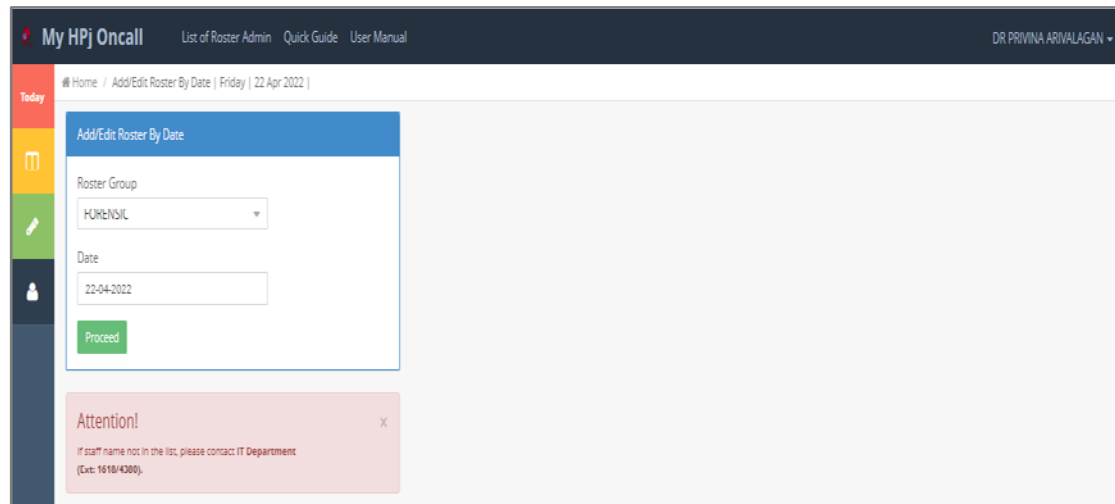 My HPj Oncall List of Roster Admin Quick Guide User Manual DR PRIVINA ARIVALAGAN
Home / Add/Edit Roster By Date | Friday | 22 Apr 2022 |
Today
Add/Edit Roster By Date
Roster Group
FORENSIC
Date
22-04-2022
Proceed
Attention! x
If staff name not in the list, please contact IT Department
(Ext: 1618/4380).